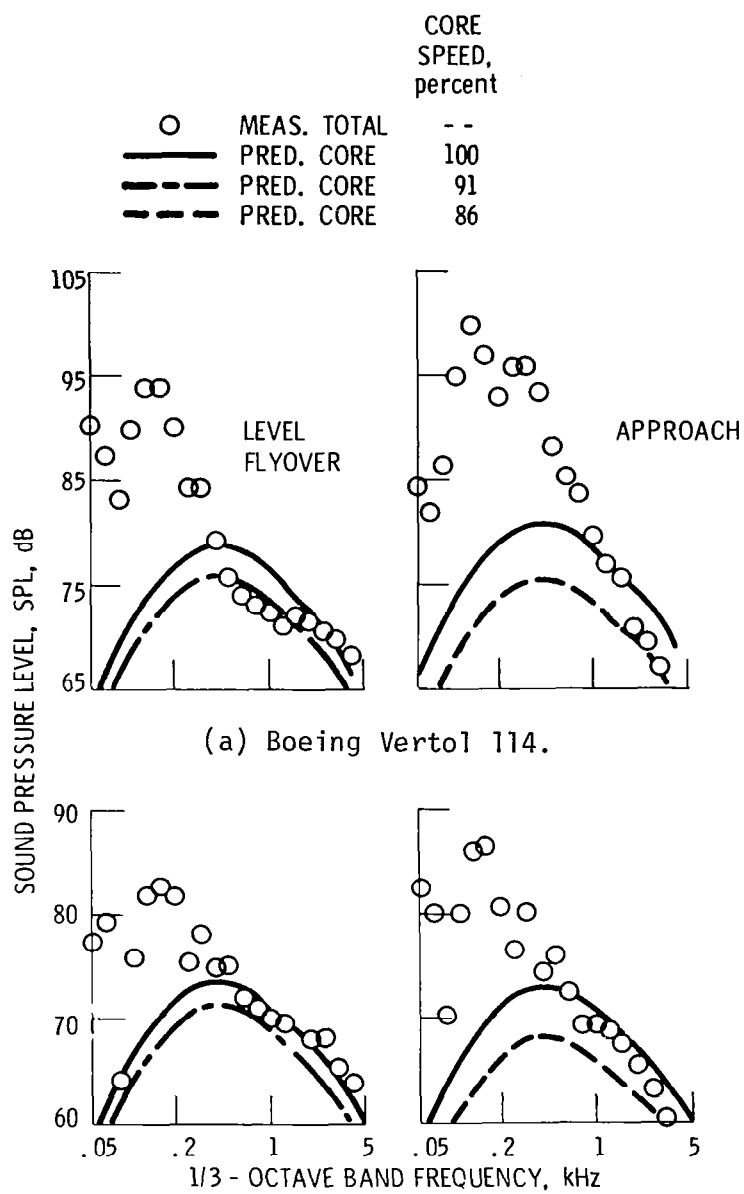 CORE
SPEED,
percent
MEAS. TOTAL --
PRED. CORE 100
PRED. CORE 91
PRED. CORE 86
SOUND PRESSURE LEVEL, SPL, dB
105
95
85
75
65
LEVEL
FLYOVER
APPROACH
(a) Boeing Vertol 114.
90
80
70
60
.05 .2 1 5
.05 .2 1 5
1/3 - OCTAVE BAND FREQUENCY, kHz